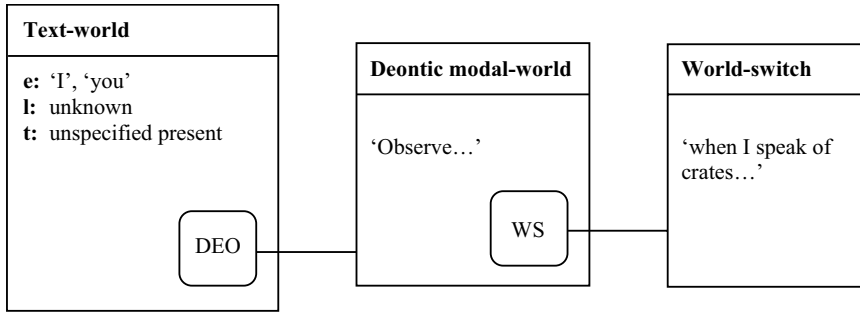 Text-world
e: ‘I’, ‘you’
l: unknown
t: unspecified present
DEO
Deontic modal-world
‘Observe…’
WS
World-switch
‘when I speak of
crates…’